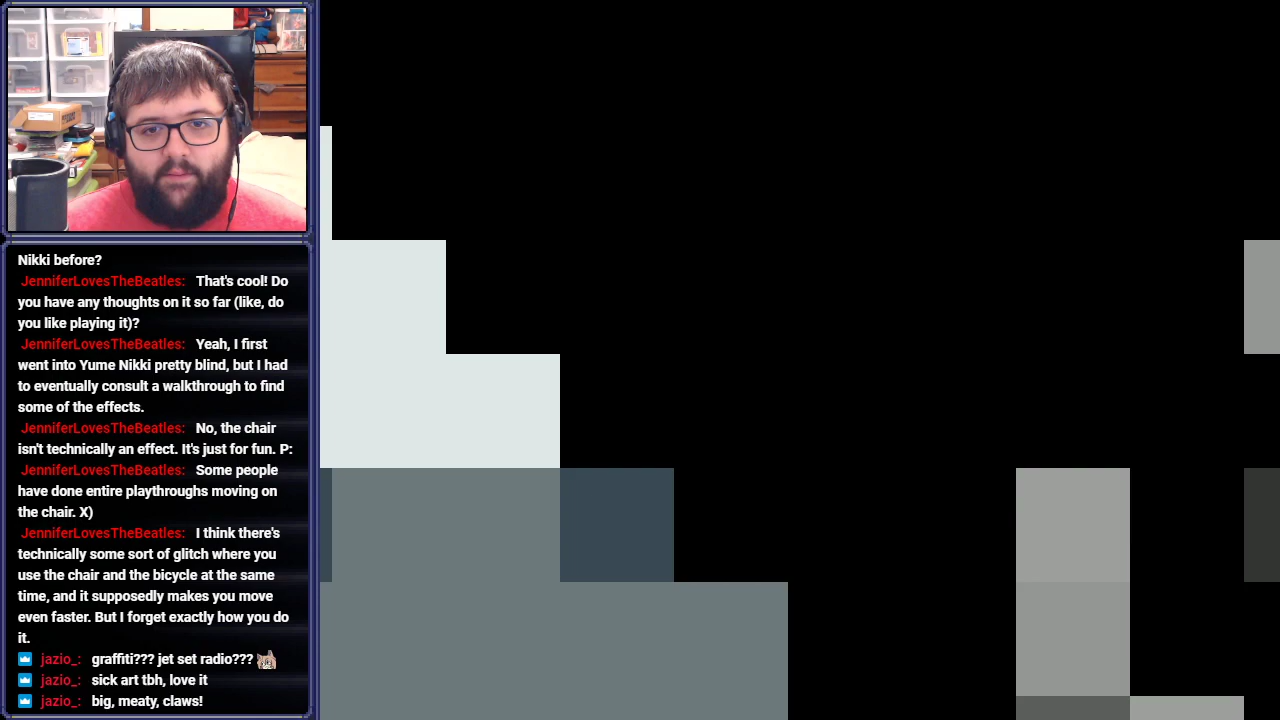 Nikki before?
JenniferLovesTheBeatles: That's cool! Do
you have any thoughts on it so far (like, do
you like playing it)?
JenniferLovesTheBeatles: Yeah, I first
went into Yume Nikki pretty blind, but I had
to eventually consult a walkthrough to find
some of the effects.
JenniferLovesTheBeatles: No, the chair
isn't technically an effect. It's just for fun. P:
JenniferLovesTheBeatles: Some people
have done entire playthroughs moving on
the chair. X)
JenniferLovesTheBeatles: I think there's
technically some sort of glitch where you
use the chair and the bicycle at the same
time, and it supposedly makes you move
even faster. But I forget exactly how you do
it.
jazio_: graffiti??? jet set radio???
jazio_: sick art tbh, love it
jazio_: big, meaty, claws!